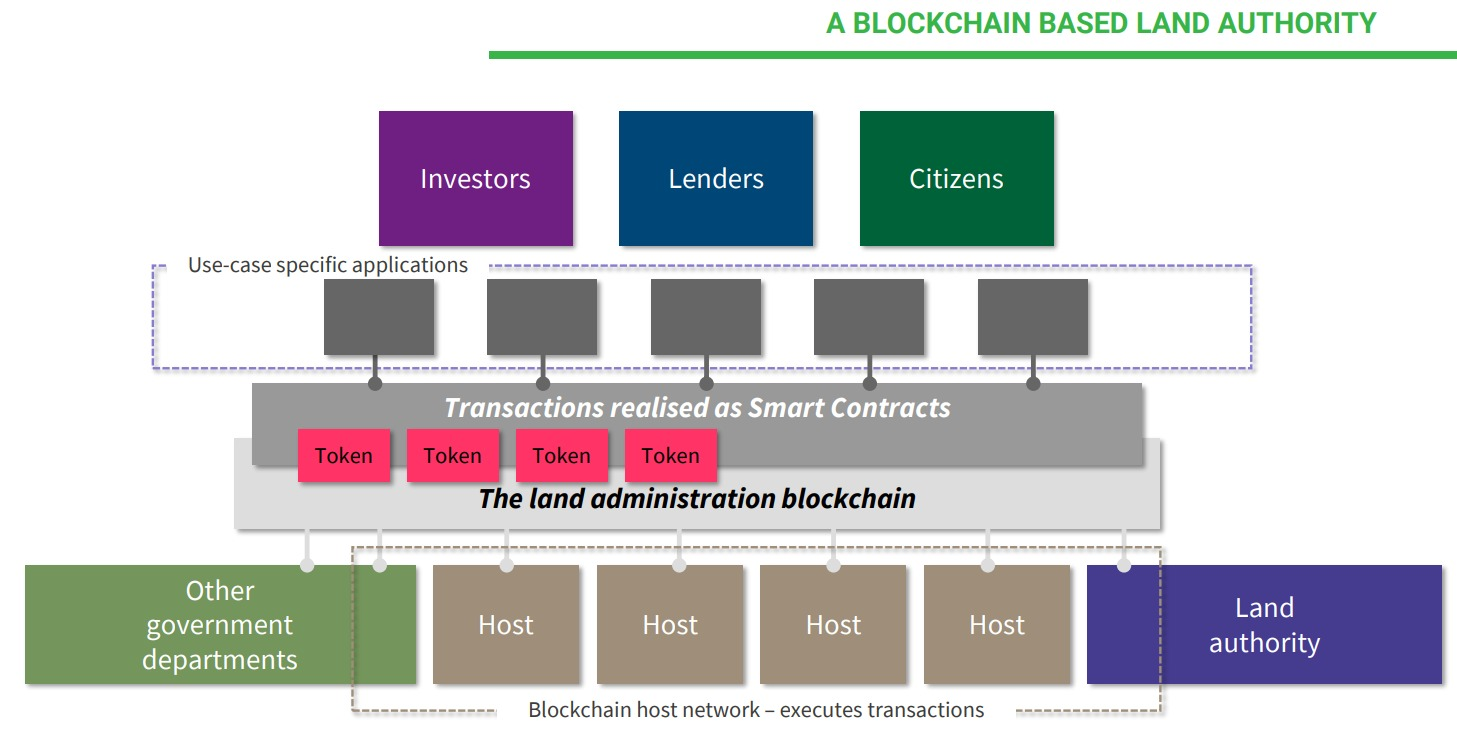 A BLOCKCHAIN BASED LAND AUTHORITY
Investors
Lenders
Citizens
Use-case specific applications
Transactions realised as Smart Contracts
Token
Token
Token
Token
The land administration blockchain
Other
government
departments
Host
Host
Host
Host
Land
authority
Blockchain host network – executes transactions